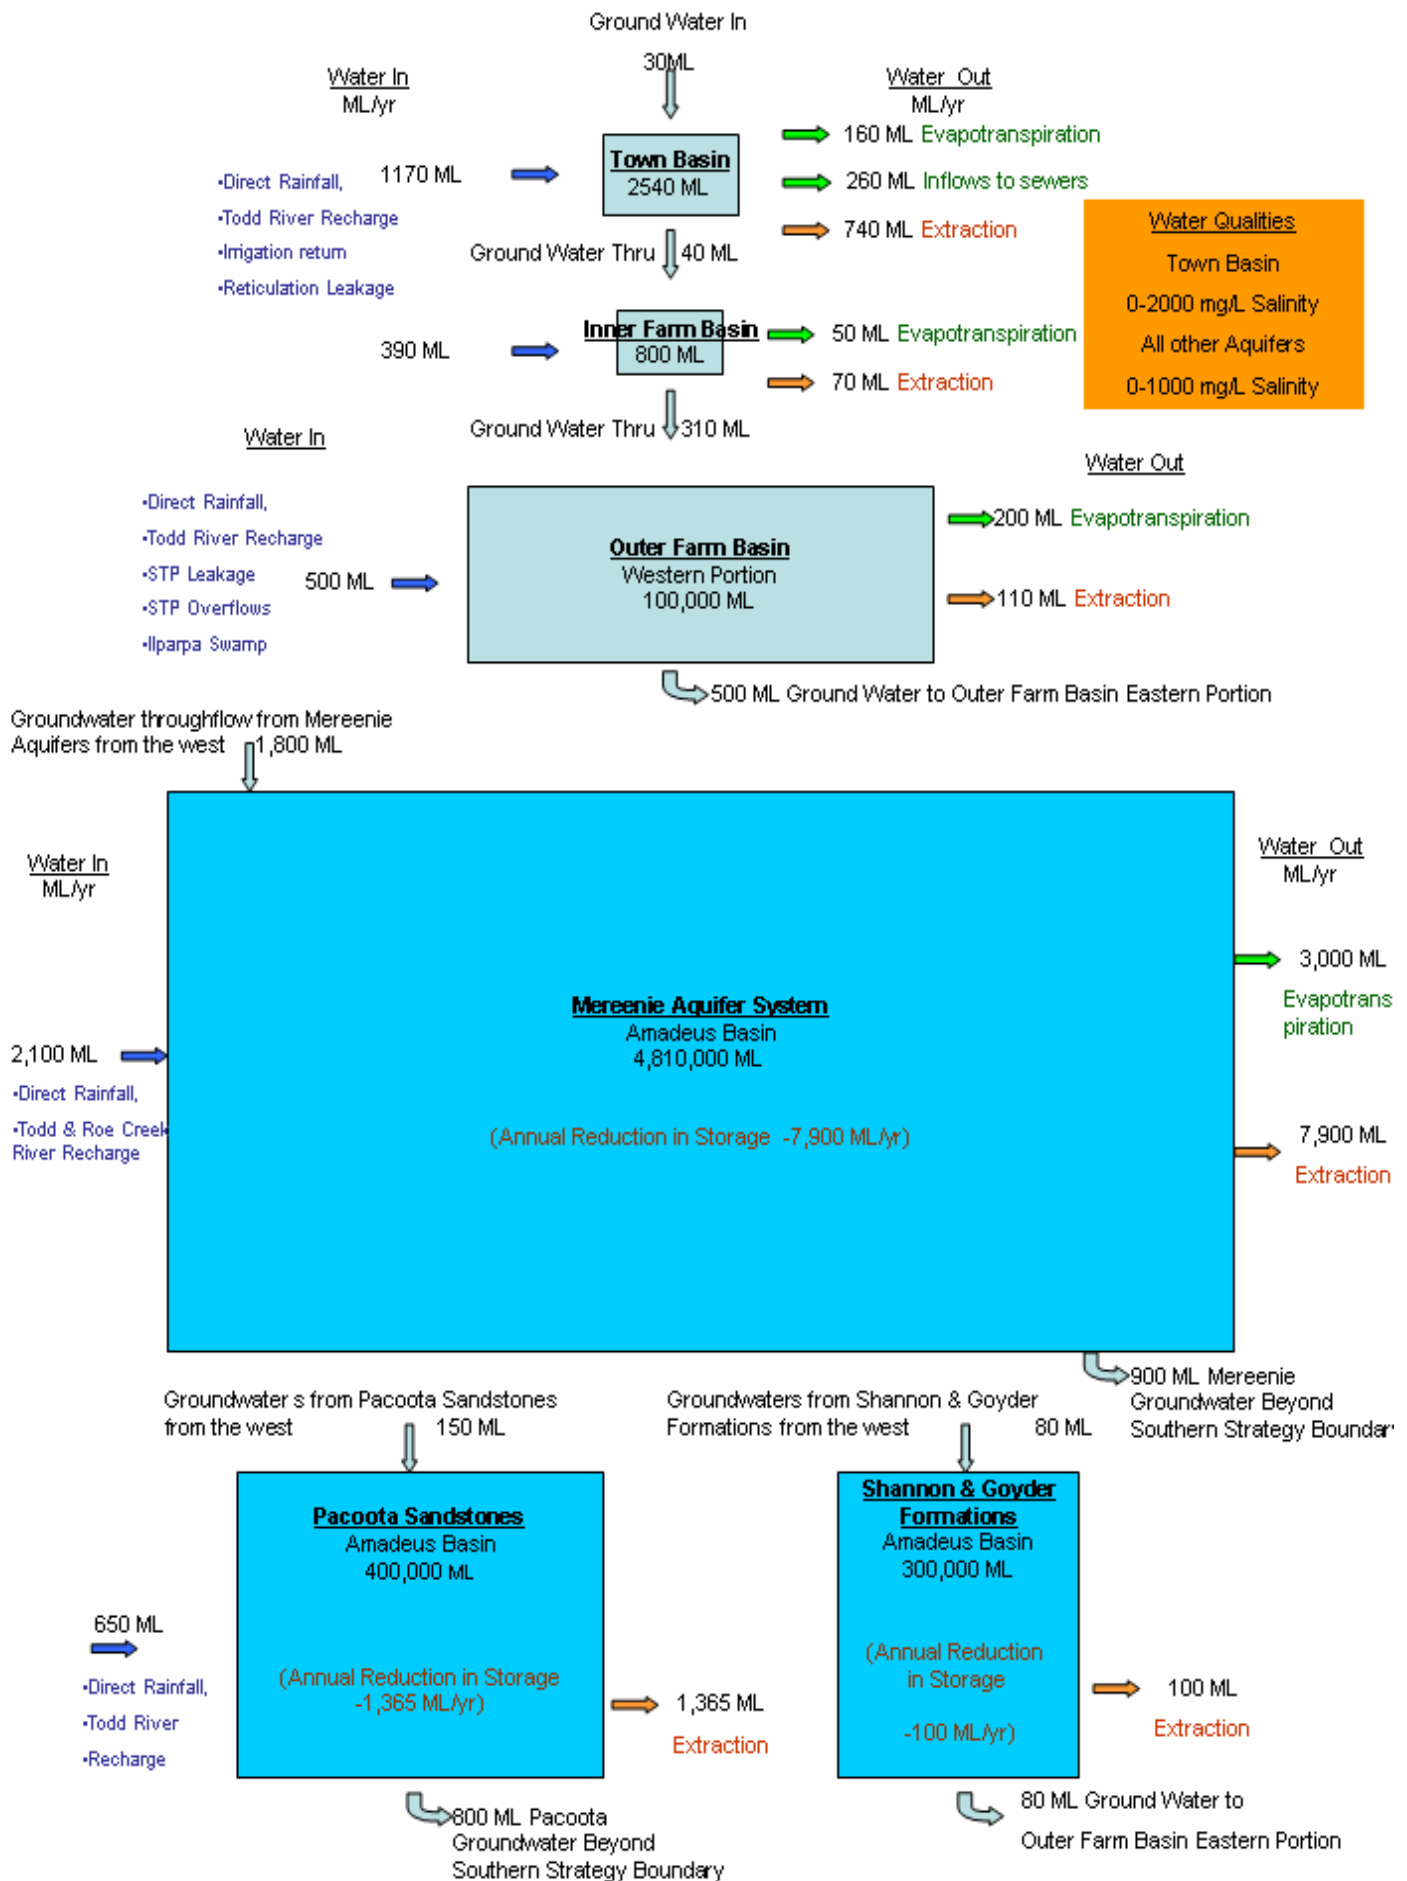 Ground Water In
30ML
Water In
ML/yr
Water Out
ML/yr
160 ML Evapotranspiration
Town Basin
2540 ML
1170 ML
•Direct Rainfall,
•Todd River Recharge
•Irrigation return
•Reticulation Leakage
260 ML Inflows to sewers
740 ML Extraction
Water Qualities
Town Basin
0-2000 mg/L Salinity
All other Aquifers
0-1000 mg/L Salinity
Ground Water Thru 40 ML
Inner Farm Basin
800 ML
390 ML
50 ML Evapotranspiration
70 ML Extraction
Ground Water Thru 310 ML
Water In
Water Out
•Direct Rainfall,
•Todd River Recharge
•STP Leakage
•STP Overflows
•Ilparpa Swamp
500 ML
Outer Farm Basin
Western Portion
100,000 ML
200 ML Evapotranspiration
110 ML Extraction
500 ML Ground Water to Outer Farm Basin Eastern Portion
Groundwater throughflow from Mereenie
Aquifers from the west 1,800 ML
Water In
ML/yr
Water Out
ML/yr
3,000 ML
Evapotrans
piration
Mereenie Aquifer System
Amadeus Basin
4,810,000 ML
(Annual Reduction in Storage -7,900 ML/yr)
2,100 ML
•Direct Rainfall,
•Todd & Roe Creek
River Recharge
7,900 ML
Extraction
900 ML Mereenie
Groundwater Beyond
Southern Strategy Boundar
Groundwater s from Pacoota Sandstones
from the west 150 ML
Groundwaters from Shannon & Goyder
Formations from the west 80 ML
Pacoota Sandstones
Amadeus Basin
400,000 ML
(Annual Reduction in Storage
-1,365 ML/yr)
650 ML
•Direct Rainfall,
•Todd River
•Recharge
1,365 ML
Extraction
800 ML Pacoota
Groundwater Beyond
Southern Strategy Boundary
Shannon & Goyder
Formations
Amadeus Basin
300,000 ML
(Annual Reduction
in Storage
-100 ML/yr)
100 ML
Extraction
80 ML Ground Water to
Outer Farm Basin Eastern Portion